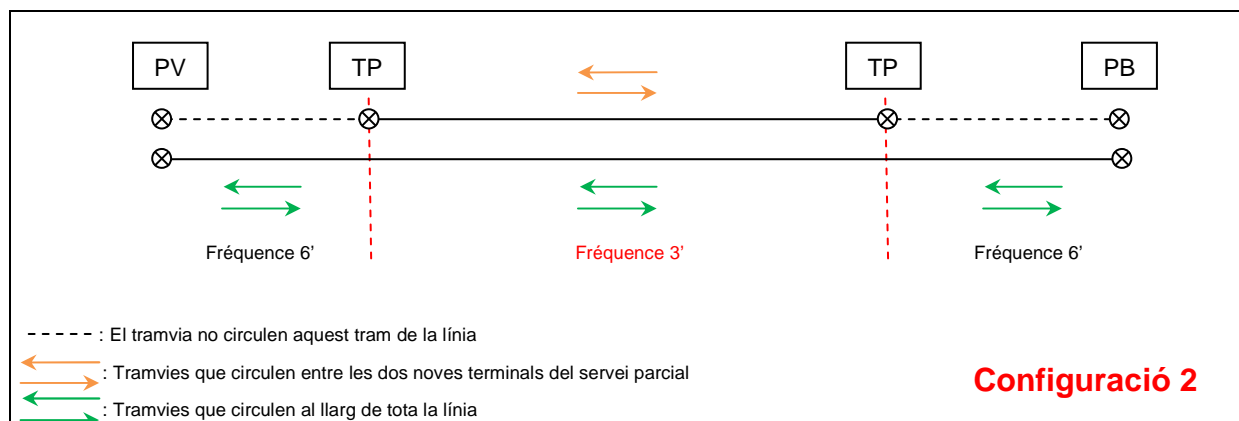 PV TP TP PB
Fréquence 6’ Fréquence 3’ Fréquence 6’
: El tramvia no circulen aquest tram de la línia
: Tramvies que circulen entre les dos noves terminals del servei parcial
: Tramvies que circulen al llarg de tota la línia
Configuració 2